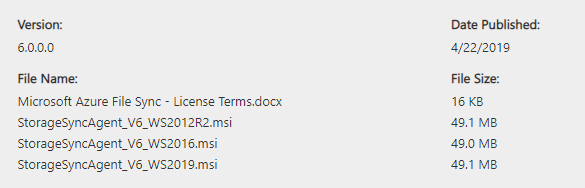 Version: Date Published:
6.0.0.0 4/22/2019
File Name: File Size:
Microsoft Azure File Sync - License Terms.docx 16 KB
StorageSyncAgent_V6_WS2012R2.msi 49.1 MB
StorageSyncAgent_V6_WS2016.msi 49.0 MB
StorageSyncAgent_V6_WS2019.msi 49.1 MB